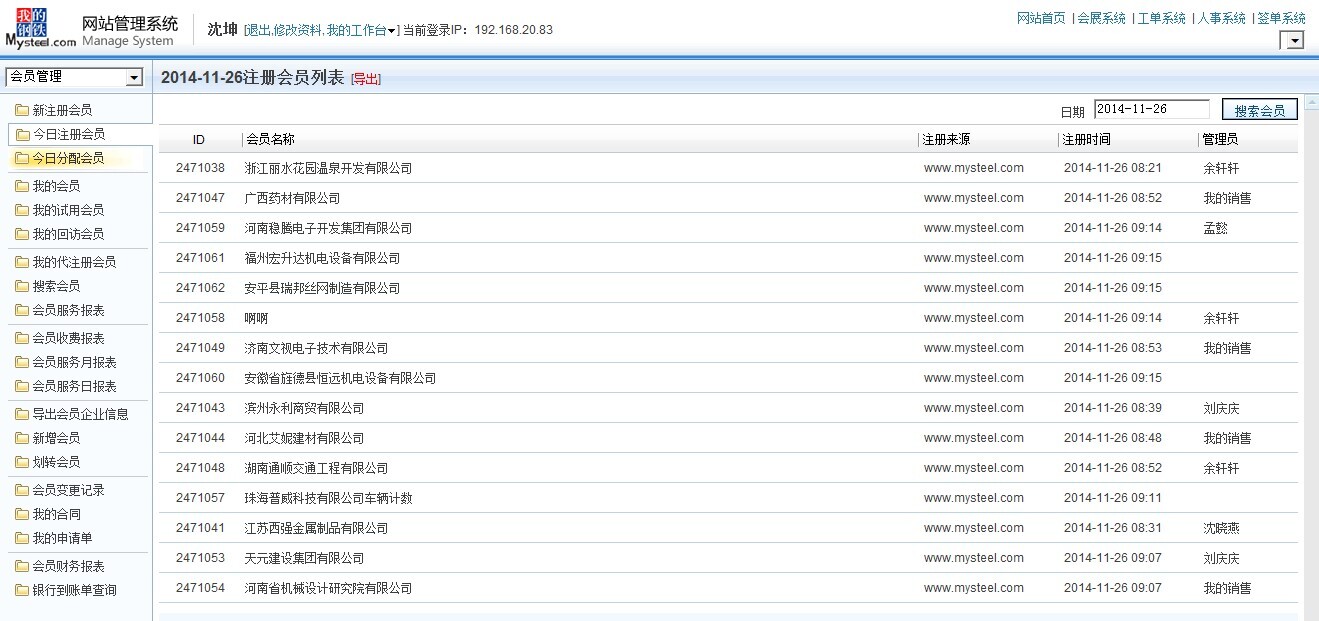 我的钢铁 Mysteel.com
网站管理系统
Manage System
沈坤 [退出,修改资料,我的工作台] 当前登录IP：192.168.20.83
网站首页 | 会展系统 | 工单系统 | 人事系统 | 签单系统
会员管理
2014-11-26注册会员列表 [导出]
新注册会员
今日注册会员
今日分配会员
我的会员
我的试用会员
我的回访会员
我的代注册会员
搜索会员
会员服务报表
会员收费报表
会员服务月报表
会员服务日报表
导出会员企业信息
新增会员
划转会员
会员变更记录
我的合同
我的申请单
会员财务报表
银行到账单查询
日期 2014-11-26 搜索会员
ID 会员名称 注册来源 注册时间 管理员
2471038 浙江丽水花园温泉开发有限公司 www.mysteel.com 2014-11-26 08:21 余轩轩
2471047 广西药材有限公司 www.mysteel.com 2014-11-26 08:52 我的销售
2471059 河南稳腾电子开发集团有限公司 www.mysteel.com 2014-11-26 09:14 孟懿
2471061 福州宏升达机电设备有限公司 www.mysteel.com 2014-11-26 09:15
2471062 安平县瑞邦丝网制造有限公司 www.mysteel.com 2014-11-26 09:15
2471058 啊啊 www.mysteel.com 2014-11-26 09:14 余轩轩
2471049 济南文视电子技术有限公司 www.mysteel.com 2014-11-26 08:53 我的销售
2471060 安徽省旌德县恒远机电设备有限公司 www.mysteel.com 2014-11-26 09:15
2471043 滨州永利商贸有限公司 www.mysteel.com 2014-11-26 08:39 刘庆庆
2471044 河北艾妮建材有限公司 www.mysteel.com 2014-11-26 08:48 我的销售
2471048 湖南通顺交通工程有限公司 www.mysteel.com 2014-11-26 08:52 余轩轩
2471057 珠海普威科技有限公司车辆计数 www.mysteel.com 2014-11-26 09:11
2471041 江苏西强金属制品有限公司 www.mysteel.com 2014-11-26 08:31 沈晓燕
2471053 天元建设集团有限公司 www.mysteel.com 2014-11-26 09:07 刘庆庆
2471054 河南省机械设计研究院有限公司 www.mysteel.com 2014-11-26 09:07 我的销售